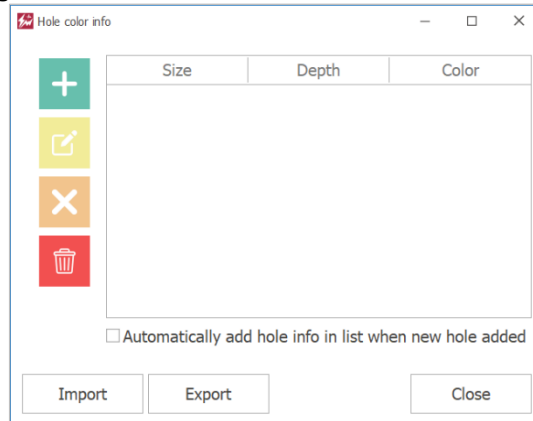 Hole color info
Size Depth Color
Automatically add hole info in list when new hole added
Import Export Close